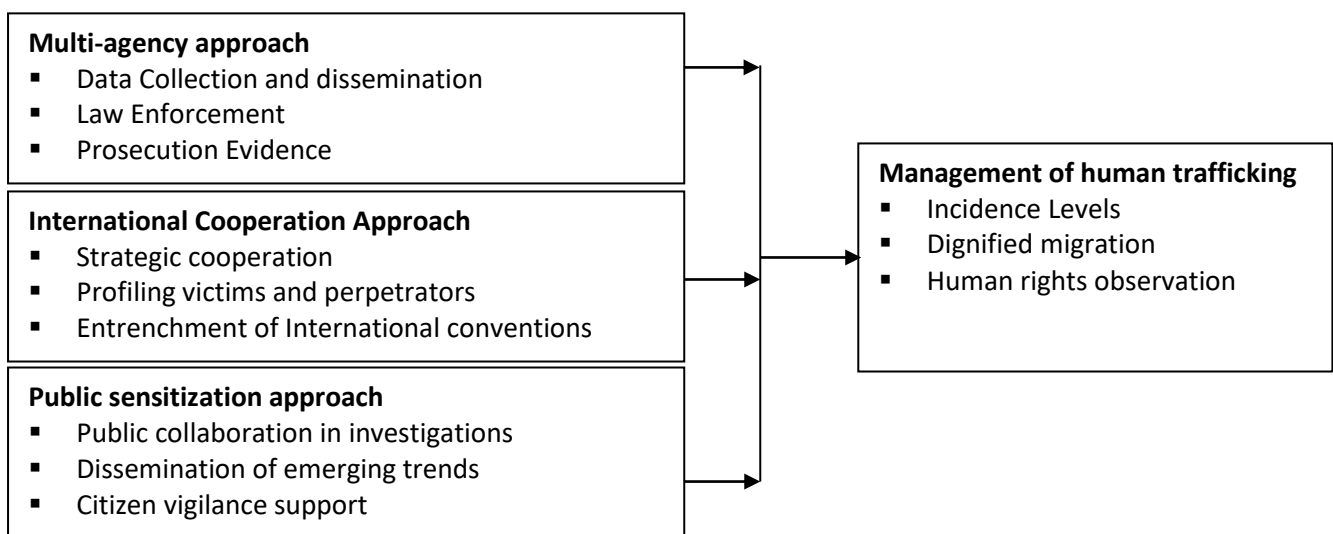 Multi-agency approach
▪ Data Collection and dissemination
▪ Law Enforcement
▪ Prosecution Evidence
International Cooperation Approach
▪ Strategic cooperation
▪ Profiling victims and perpetrators
▪ Entrenchment of International conventions
Public sensitization approach
▪ Public collaboration in investigations
▪ Dissemination of emerging trends
▪ Citizen vigilance support
Management of human trafficking
▪ Incidence Levels
▪ Dignified migration
▪ Human rights observation